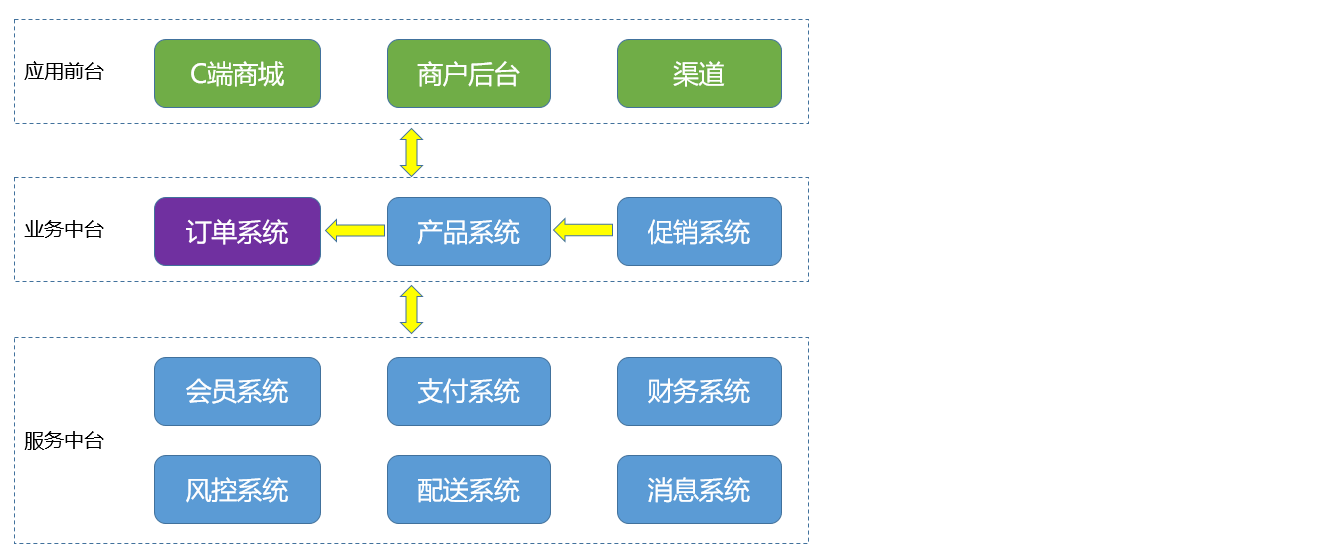 应用前台
C端商城
商户后台
渠道
业务中台
订单系统
产品系统
促销系统
服务中台
会员系统
支付系统
财务系统
风控系统
配送系统
消息系统